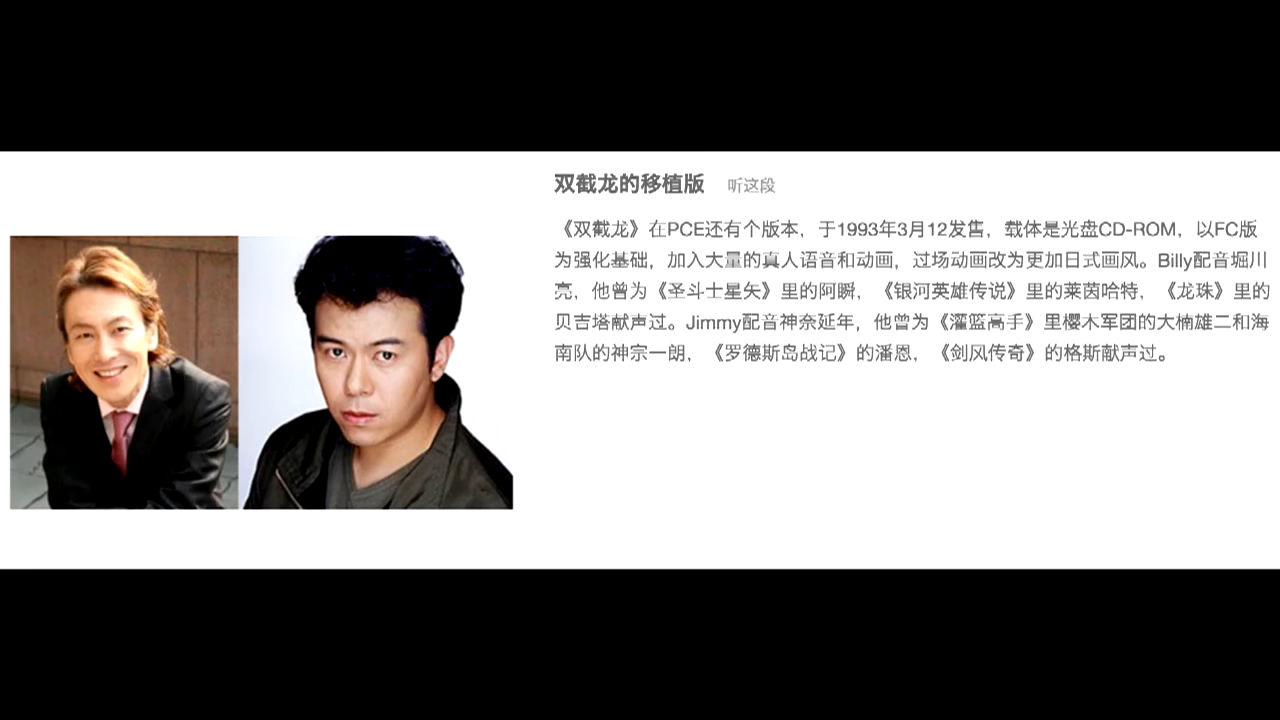 双截龙的移植版 听这段
《双截龙》在PCE还有个版本，于1993年3月12发售，载体是光盘CD-ROM，以FC版
为强化基础，加入大量的真人语音和动画，过场动画改为更加日式画风。Billy配音堀川
亮，他曾为《圣斗士星矢》里的阿瞬，《银河英雄传说》里的莱茵哈特，《龙珠》里的
贝吉塔献声过。Jimmy配音神奈延年，他曾为《灌篮高手》里樱木军团的大楠雄二和海
南队的神宗一朗，《罗德斯岛战记》的潘恩，《剑风传奇》的格斯献声过。